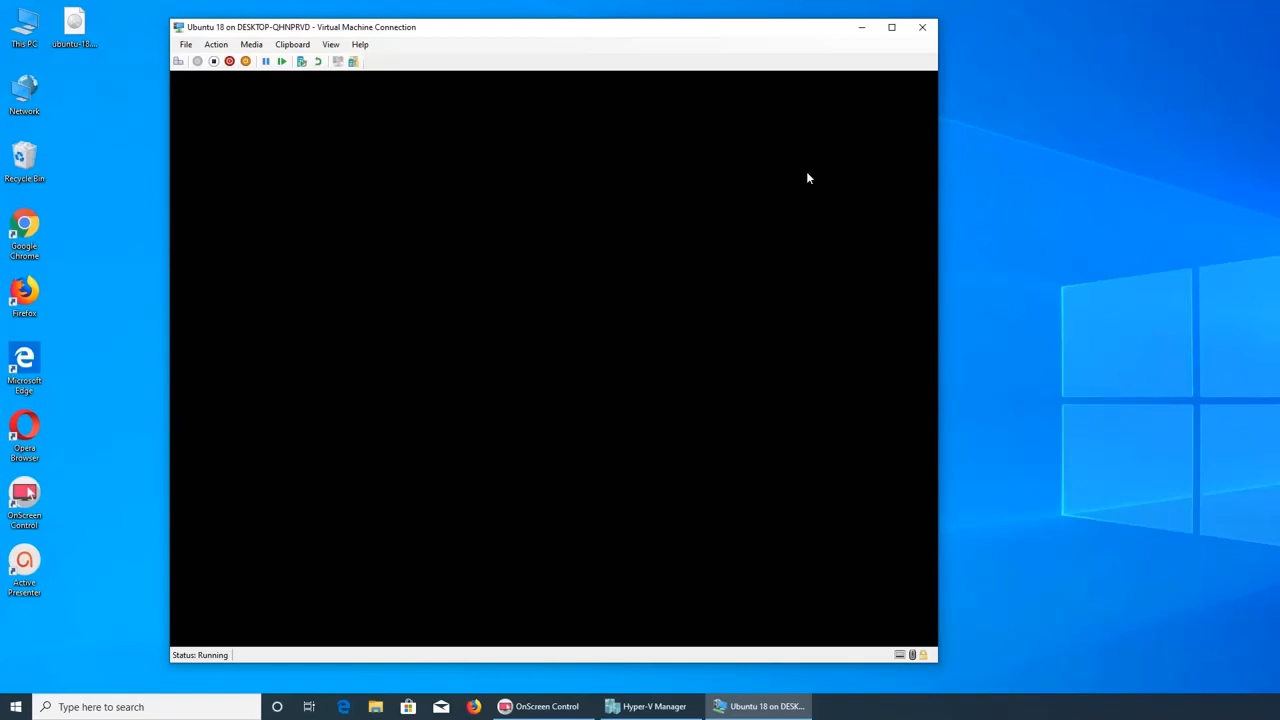 Ubuntu 18 on DESKTOP-QHNPRVD - Virtual Machine Connection
File Action Media Clipboard View Help
This PC
ubuntu-18....
Network
Recycle Bin
Google
Chrome
Firefox
Microsoft
Edge
Opera
Browser
OnScreen
Control
Active
Presenter
Status: Running
Type here to search
OnScreen Control
Hyper-V Manager
Ubuntu 18 on DESK...